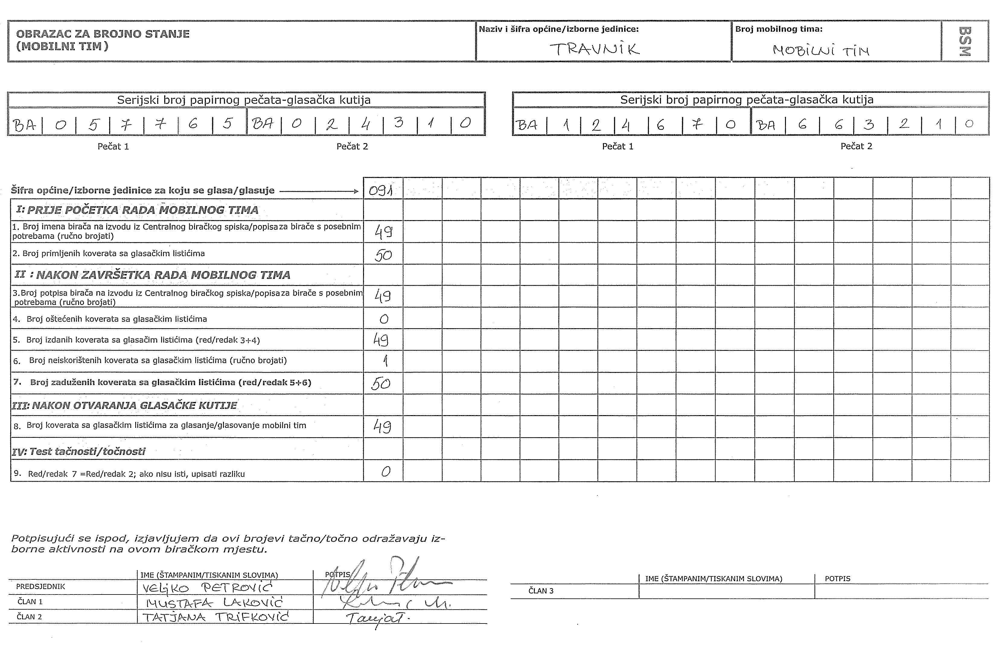 OBRAZAC ZA BROJNO STANJE
(MOBILNI TIM)
Naziv i šifra općine/izborne jedinice:
TRAVNiK
Broj mobilnog tima:
MOBiLNi TiM
BSM
Serijski broj papirnog pečata-glasačka kutija
BA 0 5 7 7 6 5 BA 0 2 4 3 1 0
Pečat 1 Pečat 2
Serijski broj papirnog pečata-glasačka kutija
BA 1 2 4 6 7 0 BA 6 6 3 2 1 0
Pečat 1 Pečat 2
Šifra općine/izborne jedinice za koju se glasa/glasuje 091
I: PRIJE POČETKA RADA MOBILNOG TIMA
1. Broj imena birača na izvodu iz Centralnog biračkog spiska/popisa za birače s posebnim
potrebama (ručno brojati) 49
2. Broj primljenih koverata sa glasačkim listićima 50
II : NAKON ZAVRŠETKA RADA MOBILNOG TIMA
3. Broj potpisa birača na izvodu iz Centralnog biračkog spiska/popisa za birače s posebnim
potrebama (ručno brojati) 49
4. Broj oštećenih koverata sa glasačkim listićima 0
5. Broj izdanih koverata sa glasačim listićima (red/redak 3+4) 49
6. Broj neiskorištenih koverata sa glasačkim listićima (ručno brojati) 1
7. Broj zaduženih koverata sa glasačkim listićima (red/redak 5+6) 50
III: NAKON OTVARANJA GLASAČKE KUTIJE
8. Broj koverata sa glasačkim listićima za glasanje/glasovanje mobilni tim 49
IV: Test tačnosti/točnosti
9. Red/redak 7 =Red/redak 2; ako nisu isti, upisati razliku 0
Potpisujući se ispod, izjavljujem da ovi brojevi tačno/točno odražavaju iz-
borne aktivnosti na ovom biračkom mjestu.
IME (ŠTAMPANIM/TISKANIM SLOVIMA) POTPIS
PREDSJEDNIK VELJKO PETROVIĆ
ČLAN 1 MUSTAFA LAKOVIĆ
ČLAN 2 TATJANA TRIFKOVIĆ TanjaT.
IME (ŠTAMPANIM/TISKANIM SLOVIMA) POTPIS
ČLAN 3